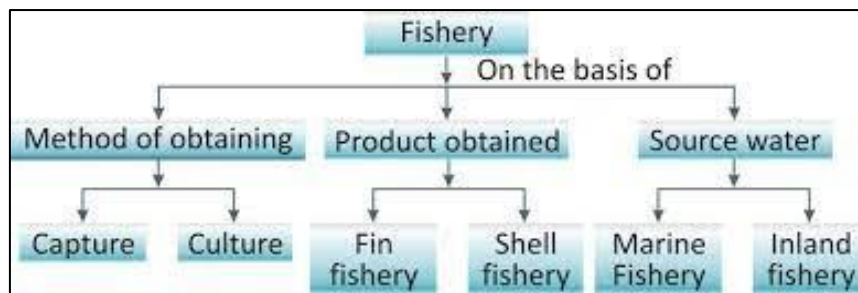 Fishery
On the basis of
Method of obtaining
Product obtained
Source water
Capture
Culture
Fin
fishery
Shell
fishery
Marine
Fishery
Inland
fishery